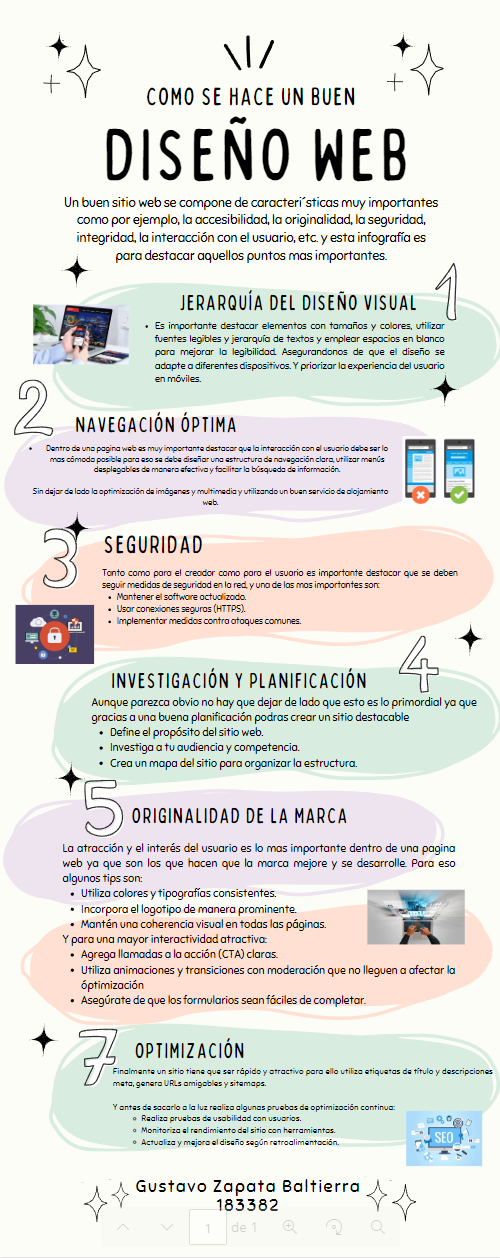 COMO SE HACE UN BUEN
DISEÑO WEB
Un buen sitio web se compone de caracteri´sticas muy importantes
como por ejemplo, la accesibilidad, la originalidad, la seguridad,
integridad, la interacción con el usuario, etc. y esta infografía es
para destacar aquellos puntos mas importantes.
1
JERARQUÍA DEL DISEÑO VISUAL
• Es importante destacar elementos con tamaños y colores, utilizar
fuentes legibles y jerarquía de textos y emplear espacios en blanco
para mejorar la legibilidad. Asegurandonos de que el diseño se
adapte a diferentes dispositivos. Y priorizar la experiencia del usuario
en móviles.
2
NAVEGACIÓN ÓPTIMA
• Dentro de una pagina web es muy importante destacar que la interacción con el usuario debe ser lo
mas cómoda posible para eso se debe diseñar una estructura de navegación clara, utilizar menús
desplegables de manera efectiva y facilitar la búsqueda de información.
Sin dejar de lado la optimización de imágenes y multimedia y utilizando un buen servicio de alojamiento
web.
3
SEGURIDAD
Tanto como para el creador como para el usuario es importante destacar que se deben
seguir medidas de seguridad en la red, y una de las mas importantes son:
• Mantener el software actualizado.
• Usar conexiones seguras (HTTPS).
• Implementar medidas contra ataques comunes.
4
INVESTIGACIÓN Y PLANIFICACIÓN
Aunque parezca obvio no hay que dejar de lado que esto es lo primordial ya que
gracias a una buena planificación podras crear un sitio destacable
• Define el propósito del sitio web.
• Investiga a tu audiencia y competencia.
• Crea un mapa del sitio para organizar la estructura.
5
ORIGINALIDAD DE LA MARCA
La atracción y el interés del usuario es lo mas importante dentro de una pagina
web ya que son los que hacen que la marca mejore y se desarrolle. Para eso
algunos tips son:
• Utiliza colores y tipografías consistentes.
• Incorpora el logotipo de manera prominente.
• Mantén una coherencia visual en todas las páginas.
Y para una mayor interactividad atractiva:
• Agrega llamadas a la acción (CTA) claras.
• Utiliza animaciones y transiciones con moderación que no lleguen a afectar la
óptimización
• Asegúrate de que los formularios sean fáciles de completar.
7
OPTIMIZACIÓN
Finalmente un sitio tiene que ser rápido y atractivo para ello utiliza etiquetas de título y descripciones
meta, genera URLs amigables y sitemaps.
Y antes de sacarlo a la luz realiza algunas pruebas de optimización continua:
◦ Realiza pruebas de usabilidad con usuarios.
◦ Monitoriza el rendimiento del sitio con herramientas.
◦ Actualiza y mejora el diseño según retroalimentación.
SEO
Gustavo Zapata Baltierra
183382
1 de 1